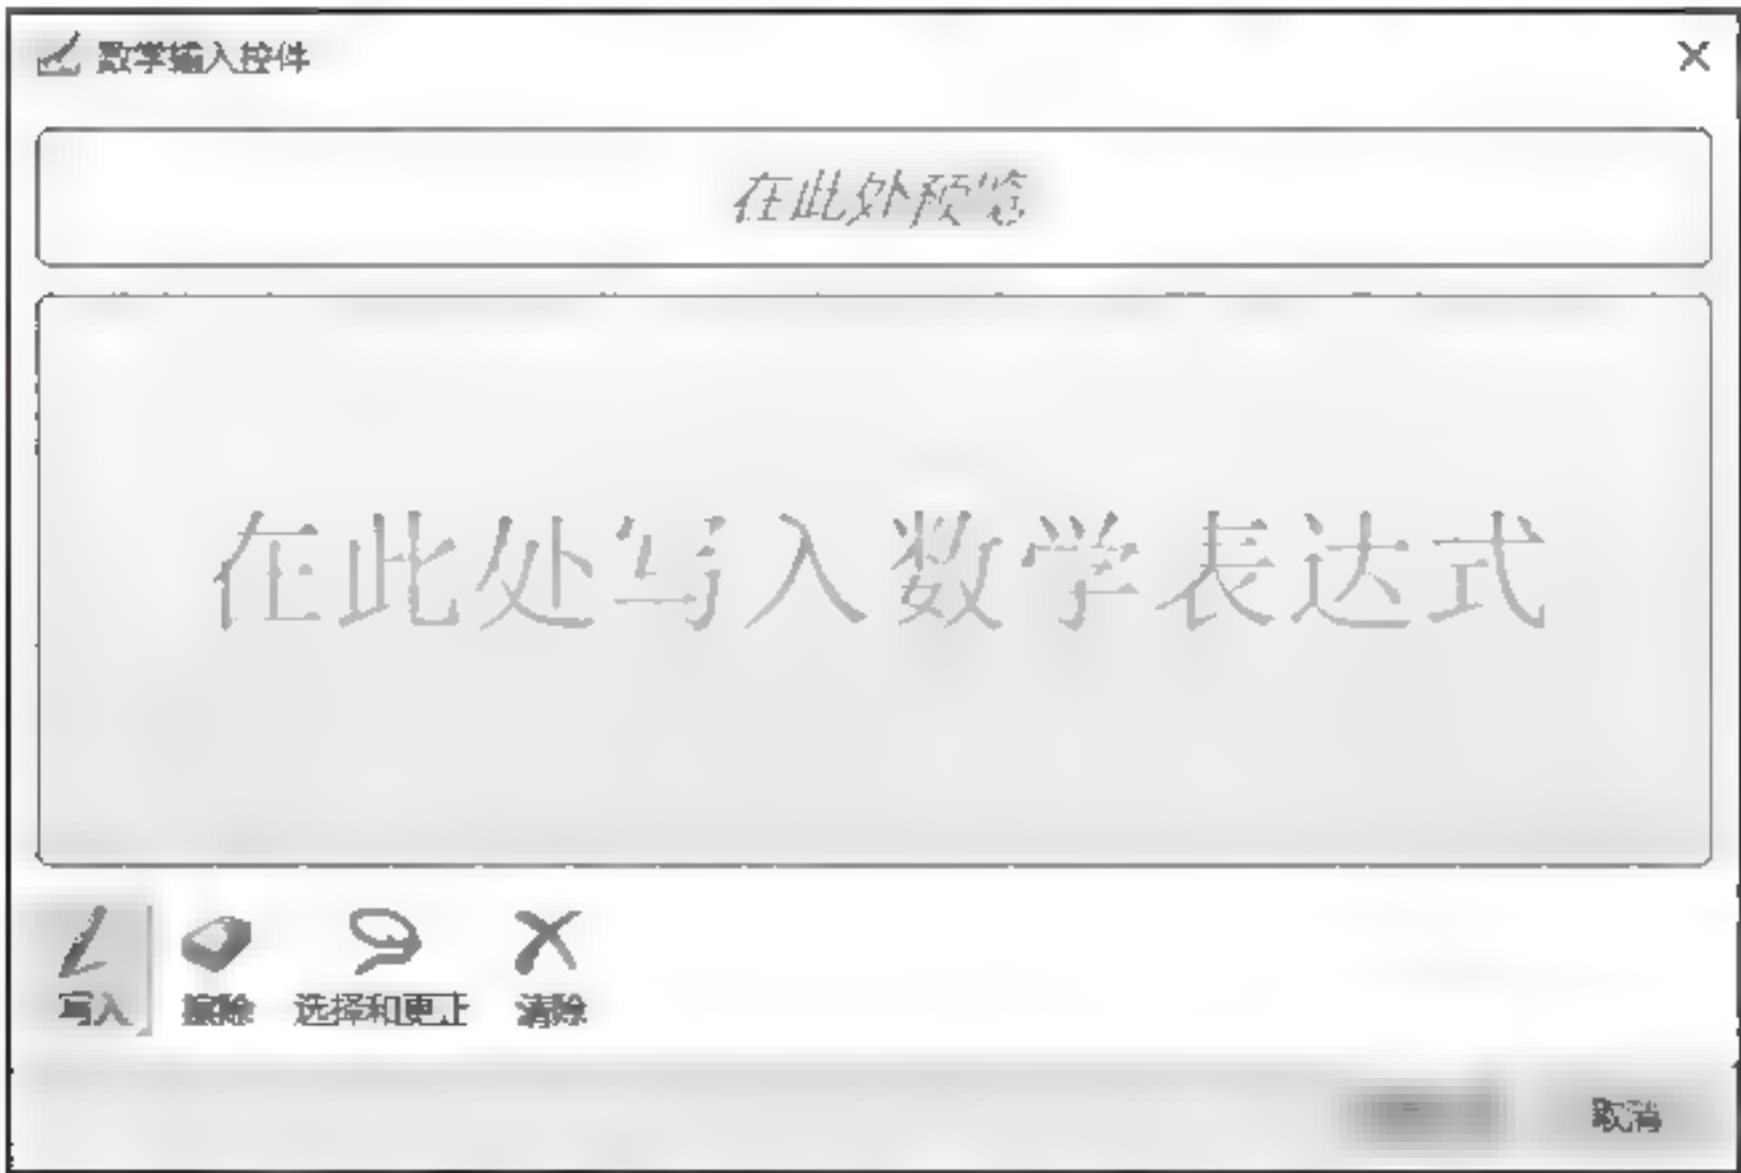 数学输入控件
在此处预览
在此处写入数学表达式
写入 擦除 选择和更正 清除
取消